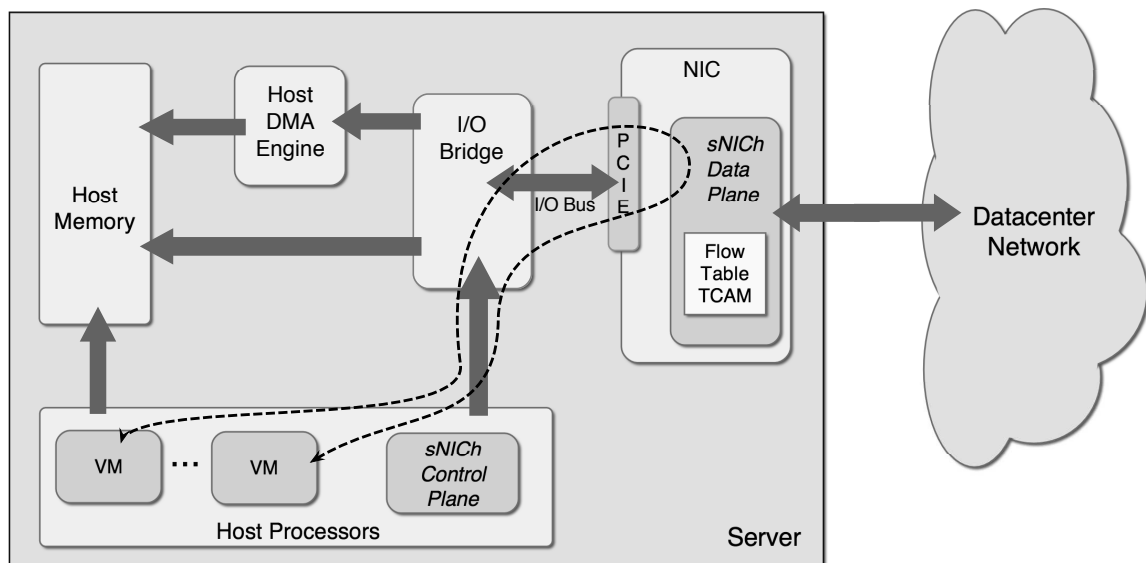 NIC
Host
DMA
Engine
I/O
Bridge
P
C
I
E
sNICh
Data
Plane
Host
Memory
I/O Bus
Datacenter
Network
Flow
Table
TCAM
VM
...
VM
sNICh
Control
Plane
Host Processors
Server